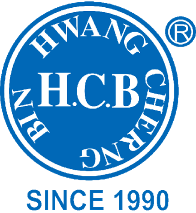 HWANG CHERNG BIN
®
H.C.B
SINCE 1990